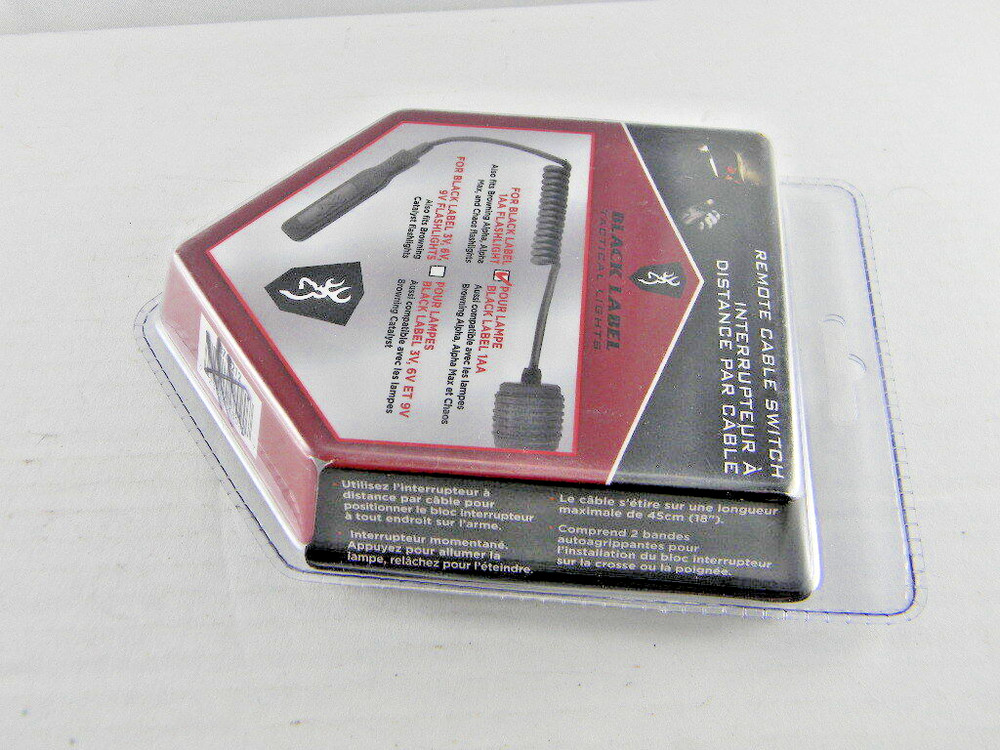 REMOTE CABLE SWITCH
INTERRUPTEUR À
DISTANCE PAR CÂBLE
BLACK LABEL
TACTICAL LIGHTS
FOR BLACK LABEL
1AA FLASHLIGHT
Also fits Browning Alpha, Alpha
Max, and Chaos flashlights
POUR LAMPE
BLACK LABEL 1AA
Aussi compatible avec les lampes
Browning Alpha, Alpha Max et Chaos
FOR BLACK LABEL 3V, 6V,
9V FLASHLIGHTS
Also fits Browning
Catalyst flashlights
POUR LAMPES
BLACK LABEL 3V, 6V ET 9V
Aussi compatible avec les lampes
Browning Catalyst
Utilisez l'interrupteur à
distance par câble pour
positionner le bloc interrupteur
à tout endroit sur l'arme.
Interrupteur momentané.
Appuyez pour allumer la
lampe, relâchez pour l'éteindre.
Le câble s'étire sur une longueur
maximale de 45cm (18").
Comprend 2 bandes
autoagrippantes pour
l'installation du bloc interrupteur
sur la crosse ou la poignée.